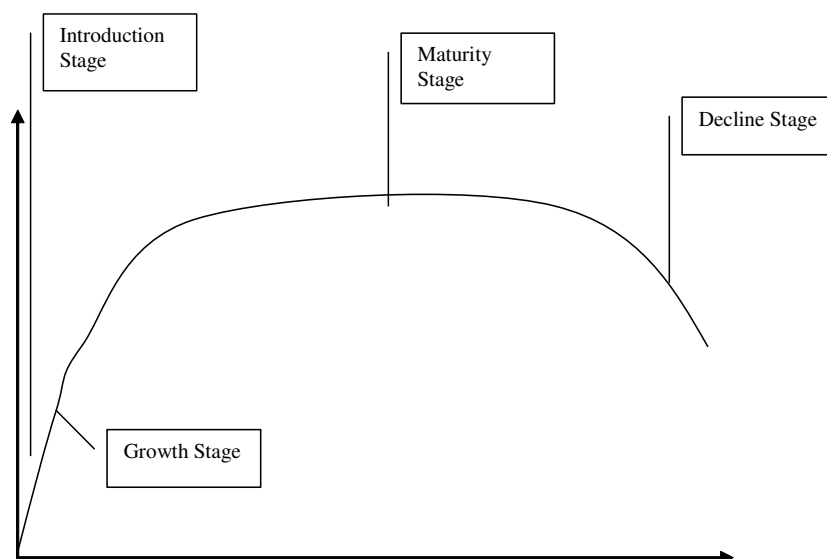 Introduction
Stage
Maturity
Stage
Decline Stage
Growth Stage